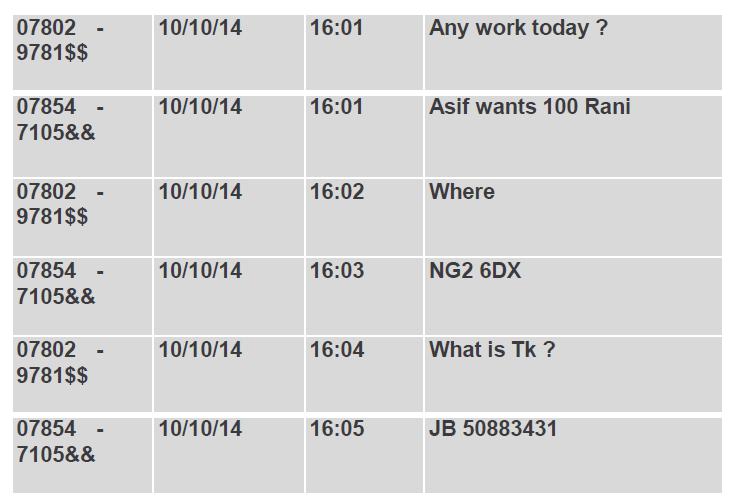 07802 - 10/10/14 16:01 Any work today ?
9781$$
07854 - 10/10/14 16:01 Asif wants 100 Rani
7105&&
07802 - 10/10/14 16:02 Where
9781$$
07854 - 10/10/14 16:03 NG2 6DX
7105&&
07802 - 10/10/14 16:04 What is Tk ?
9781$$
07854 - 10/10/14 16:05 JB 50883431
7105&&